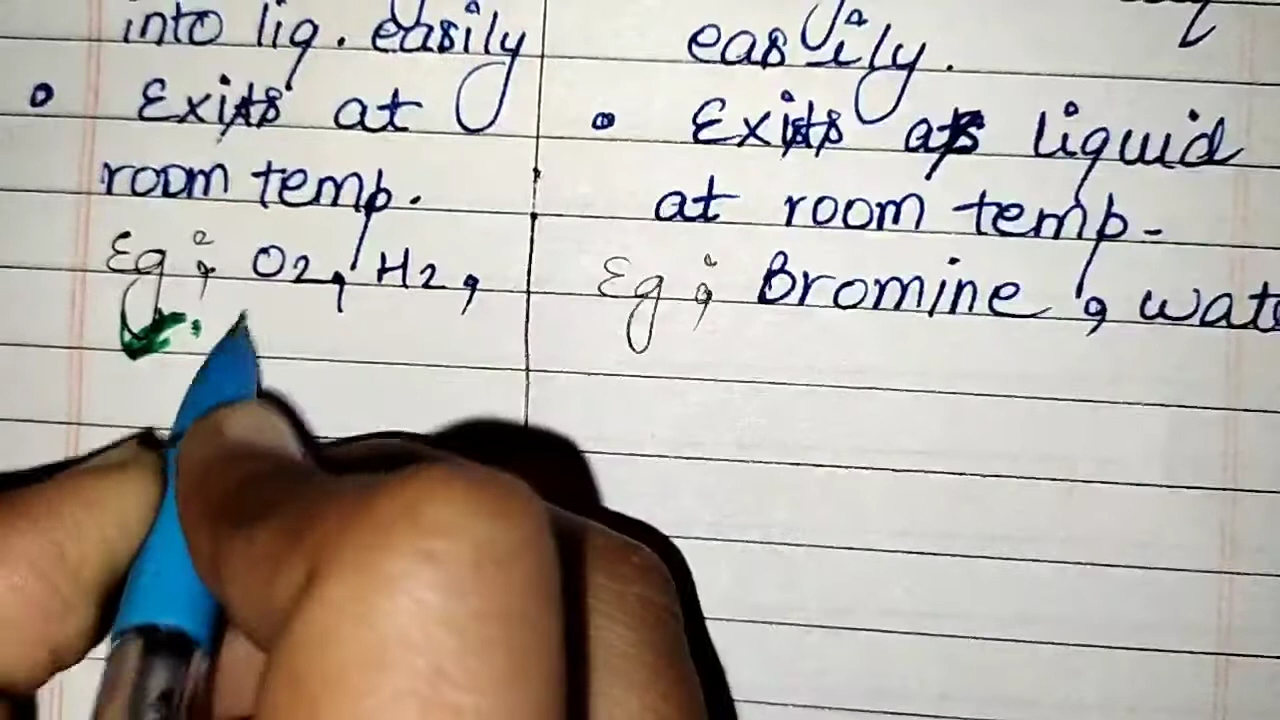 into liq. easily
• Exists at
room temp.
Eg: O2, H2,
easily.
• Exists as liquid
at room temp.
Eg: Bromine,